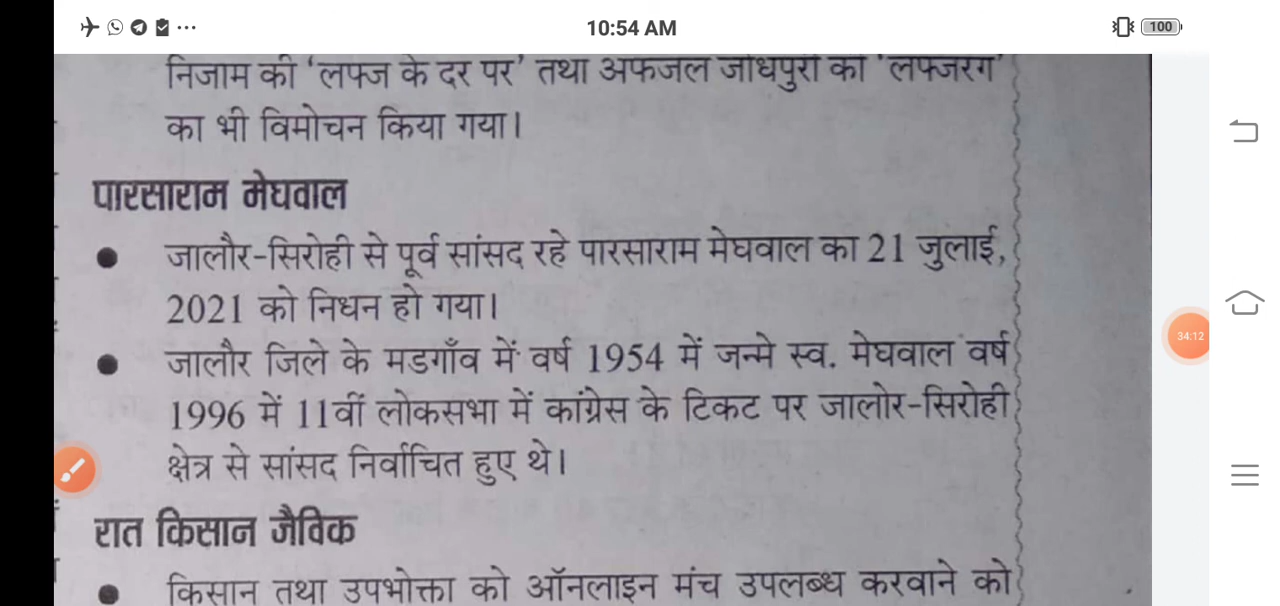 10:54 AM
100
निजाम की 'लफ्ज के दर पर' तथा अफजल जोधपुरी की 'लफ्जरंग'
का भी विमोचन किया गया।
पारसाराम मेघवाल
● जालौर-सिरोही से पूर्व सांसद रहे पारसाराम मेघवाल का 21 जुलाई,
2021 को निधन हो गया।
34:12
● जालौर जिले के मडगाँव में वर्ष 1954 में जन्मे स्व. मेघवाल वर्ष
1996 में 11वीं लोकसभा में कांग्रेस के टिकट पर जालोर-सिरोही
क्षेत्र से सांसद निर्वाचित हुए थे।
रात किसान जैविक
● किसान तथा उपभोक्ता को ऑनलाइन मंच उपलब्ध करवाने को